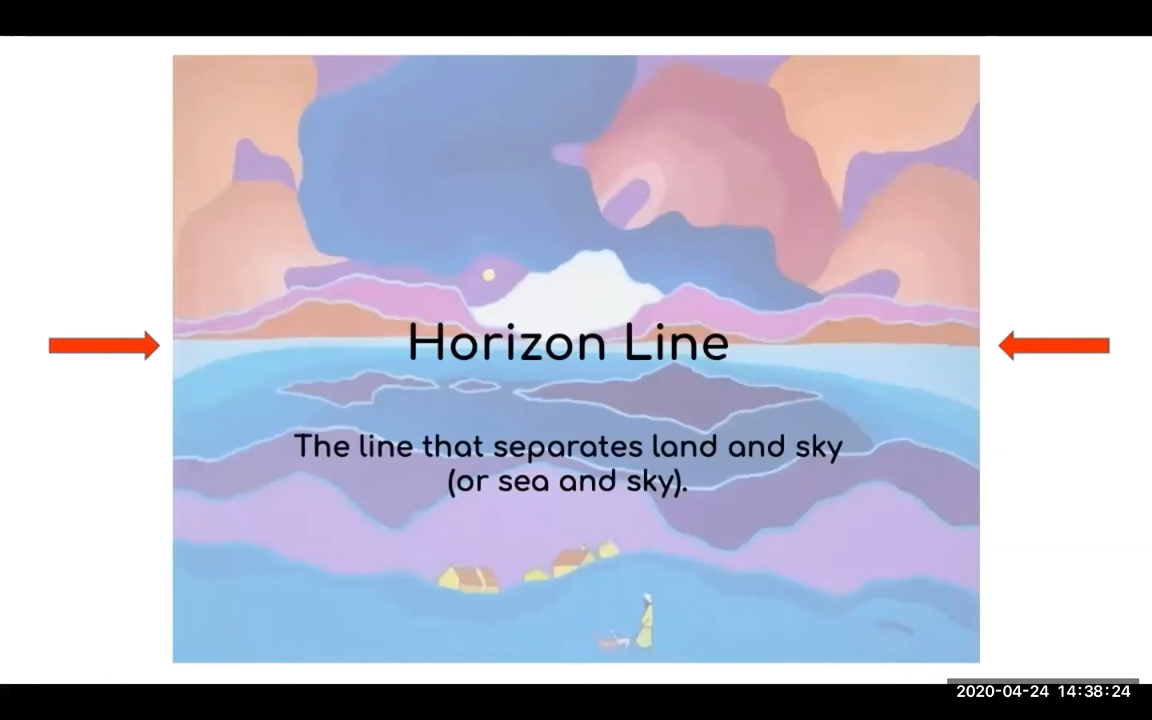 Horizon Line
The line that separates land and sky
(or sea and sky).
2020-04-24 14:38:24